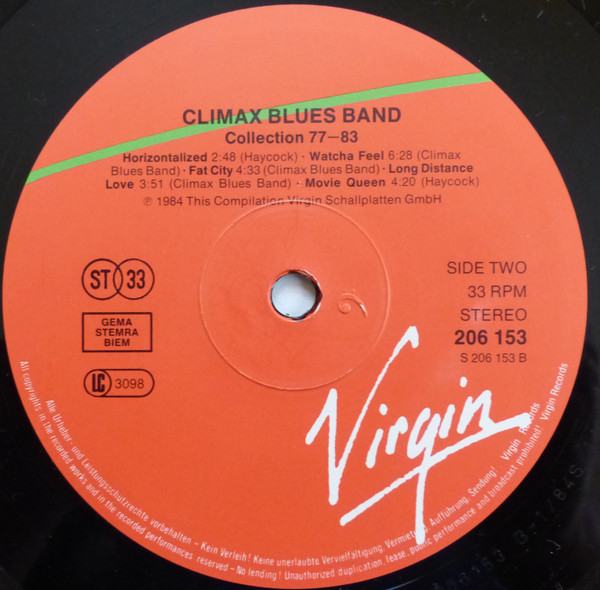 CLIMAX BLUES BAND
Collection 77—83
Horizontalized 2:48 (Haycock) · Watcha Feel 6:28 (Climax
Blues Band) · Fat City 4:33 (Climax Blues Band) · Long Distance
Love 3:51 (Climax Blues Band) · Movie Queen 4:20 (Haycock)
℗ 1984 This Compilation Virgin Schallplatten GmbH
ST 33
GEMA
STEMRA
BIEM
LC 3098
SIDE TWO
33 RPM
STEREO
206 153
S 206 153 B
Virgin
Alle Urheber- und Leistungsschutzrechte vorbehalten – Kein Verleih! Keine unerlaubte Vervielfältigung, Vermietung, Aufführung, Sendung! Virgin Records
All copyrights in the recorded works and in the recorded performances reserved – No lending! Unauthorized duplication, lease, public performance and broadcast prohibited! Virgin Records